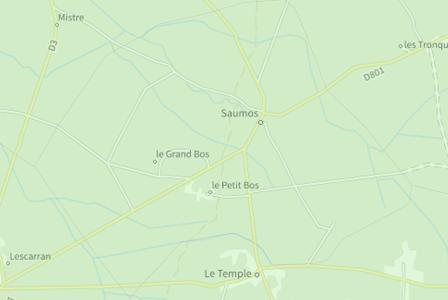 Mistre
D3
les Tronqu
D801
Saumos
le Grand Bos
le Petit Bos
Lescarran
Le Temple